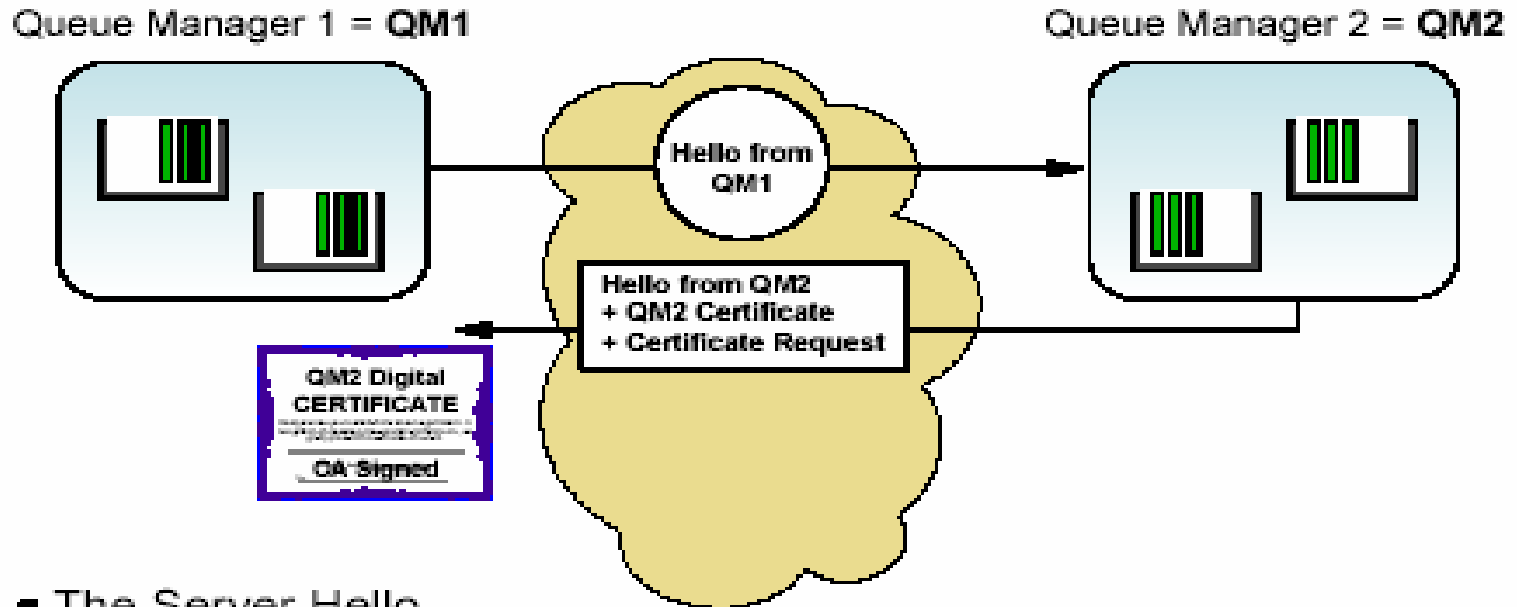 Queue Manager 1 = QM1
Queue Manager 2 = QM2
Hello from
QM1
Hello from QM2
+ QM2 Certificate
+ Certificate Request
QM2 Digital
CERTIFICATE
CA Signed
The Server Hello